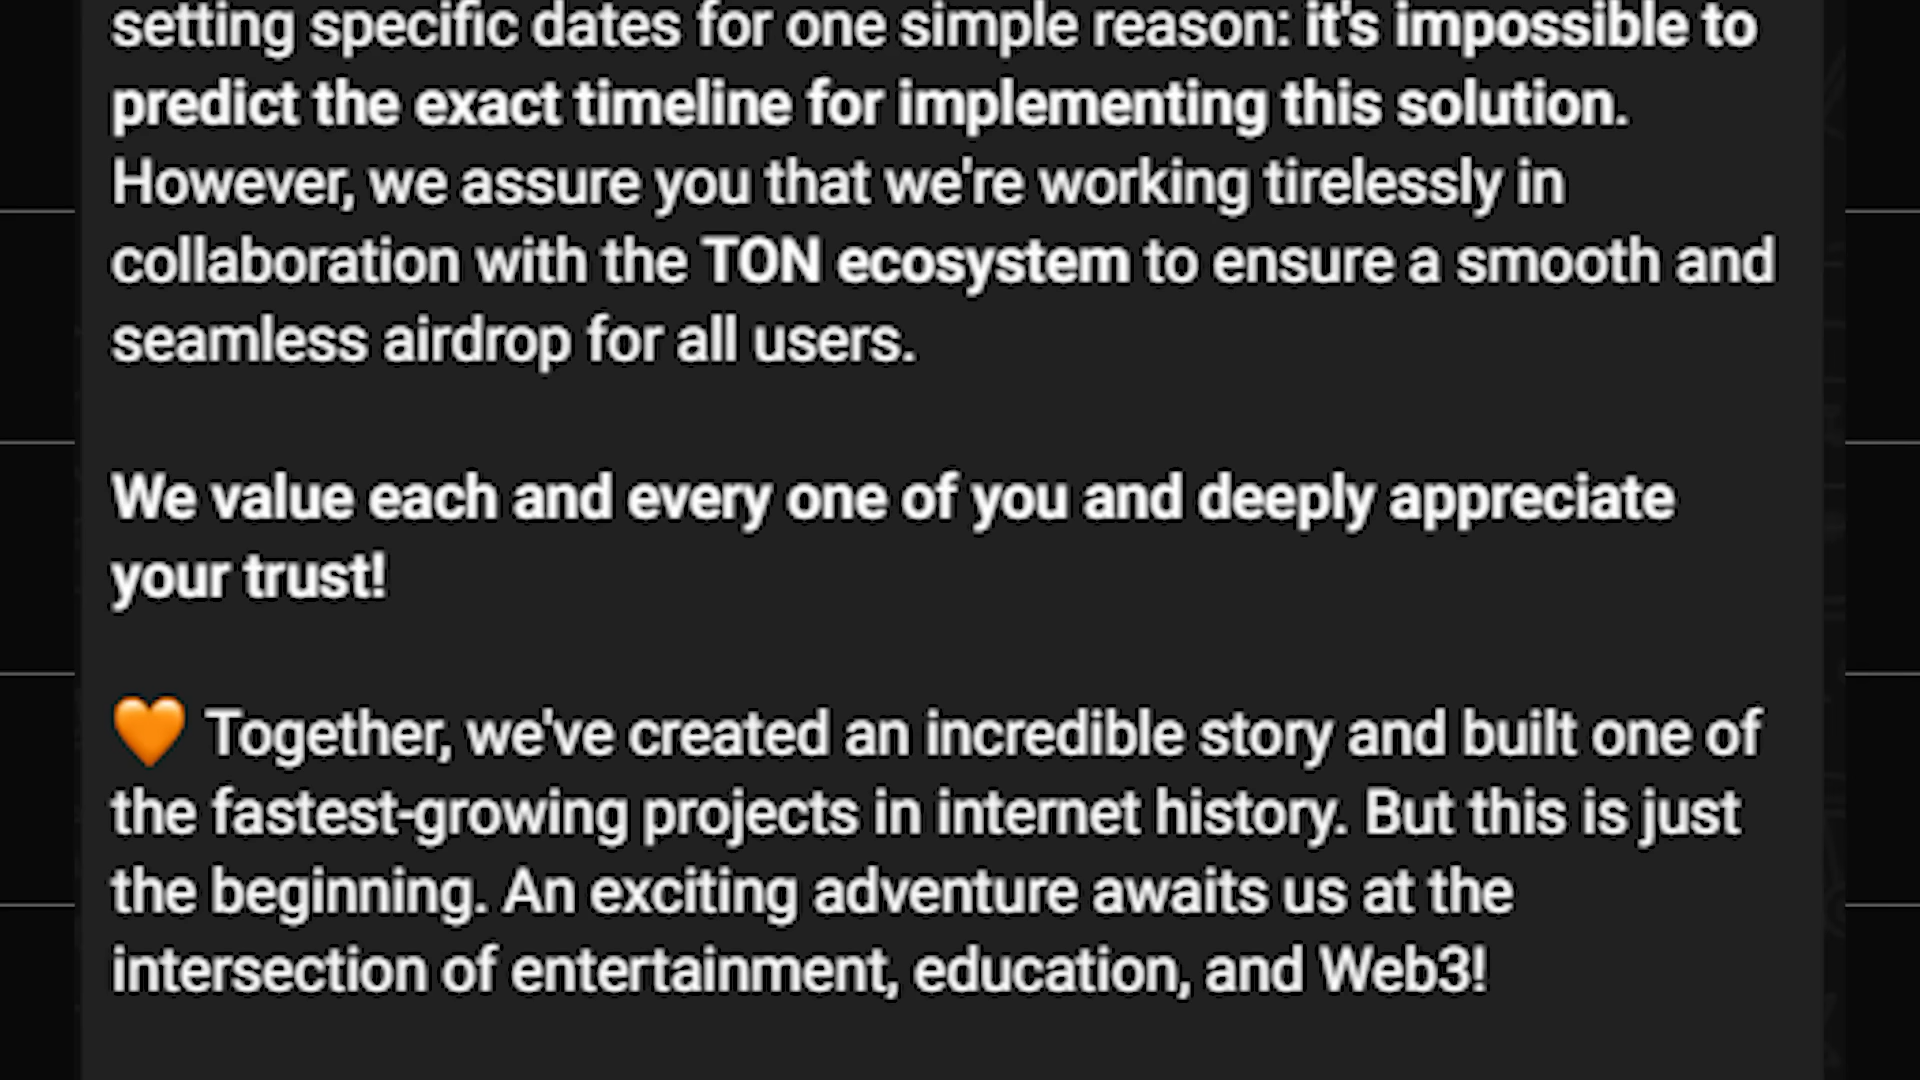 setting specific dates for one simple reason: it's impossible to
predict the exact timeline for implementing this solution.
However, we assure you that we're working tirelessly in
collaboration with the TON ecosystem to ensure a smooth and
seamless airdrop for all users.
We value each and every one of you and deeply appreciate
your trust!
🧡 Together, we've created an incredible story and built one of
the fastest-growing projects in internet history. But this is just
the beginning. An exciting adventure awaits us at the
intersection of entertainment, education, and Web3!